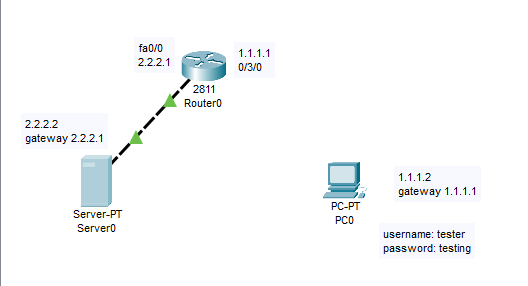 fa0/0
2.2.2.1
1.1.1.1
0/3/0
2811
Router0
2.2.2.2
gateway 2.2.2.1
Server-PT
Server0
1.1.1.2
gateway 1.1.1.1
PC-PT
PC0
username: tester
password: testing